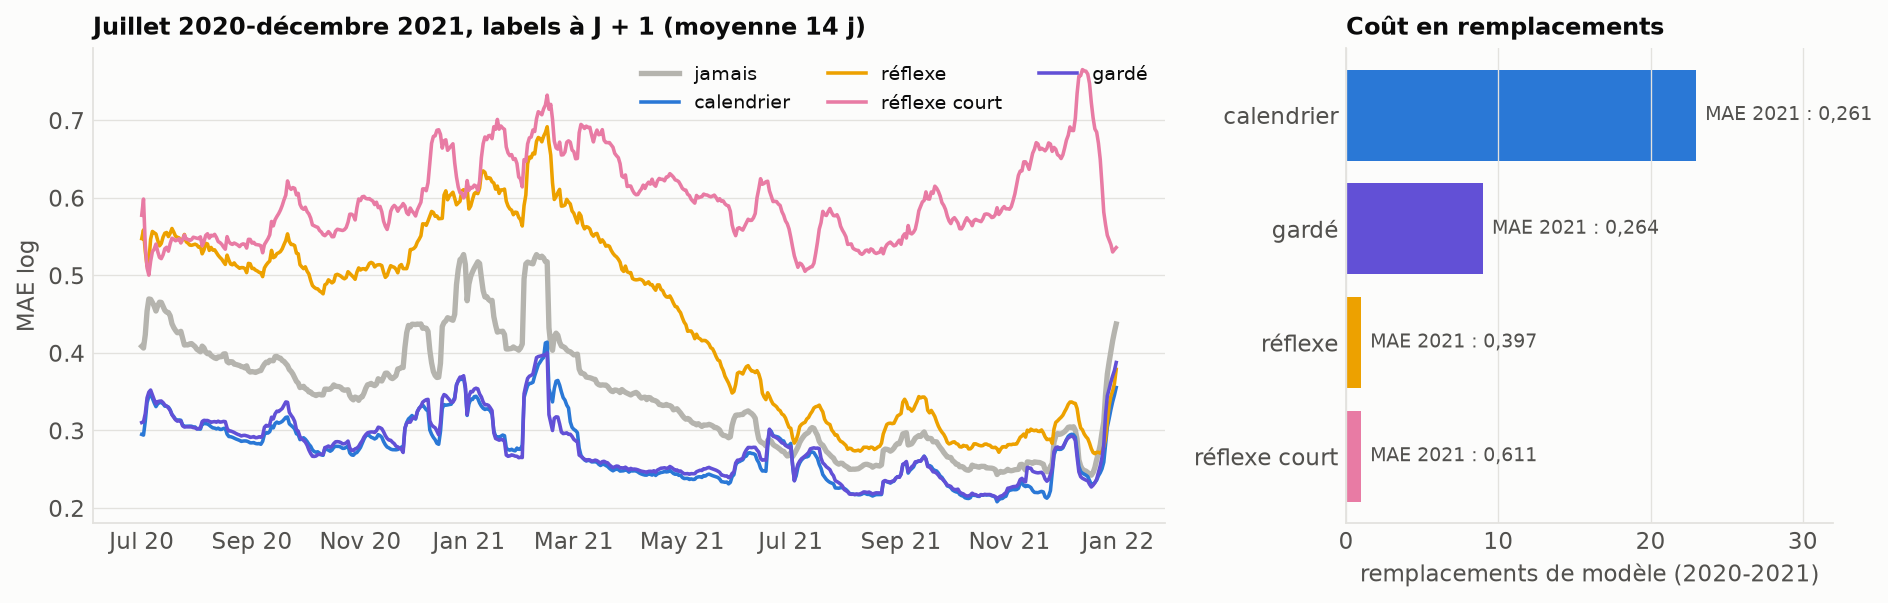 Juillet 2020-décembre 2021, labels à J + 1 (moyenne 14 j)
jamais
réflexe
gardé
calendrier
réflexe court
MAE log
0.7
0.6
0.5
0.4
0.3
0.2
Jul 20 Sep 20 Nov 20 Jan 21 Mar 21 May 21 Jul 21 Sep 21 Nov 21 Jan 22
Coût en remplacements
calendrier MAE 2021 : 0,261
gardé MAE 2021 : 0,264
réflexe MAE 2021 : 0,397
réflexe court MAE 2021 : 0,611
0 10 20 30
remplacements de modèle (2020-2021)